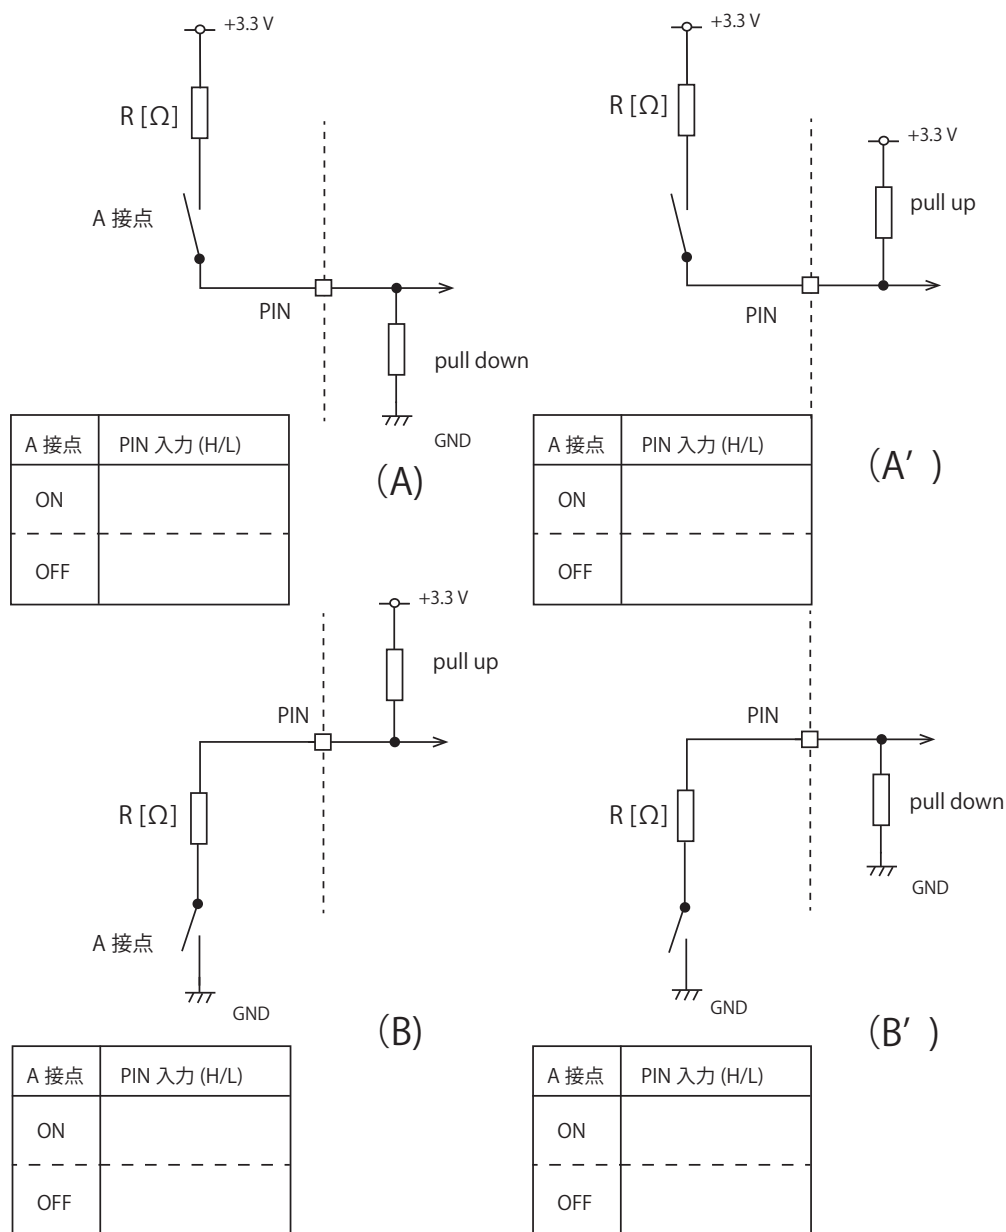 +3.3 V
R [Ω]
A 接点
PIN
pull down
GND
A 接点 PIN 入力 (H/L)
ON
OFF
(A)
+3.3 V
R [Ω]
+3.3 V
pull up
PIN
A 接点 PIN 入力 (H/L)
ON
OFF
(A′ )
+3.3 V
pull up
PIN
R [Ω]
A 接点
GND
(B)
A 接点 PIN 入力 (H/L)
ON
OFF
PIN
R [Ω]
pull down
GND
GND
(B′ )
A 接点 PIN 入力 (H/L)
ON
OFF